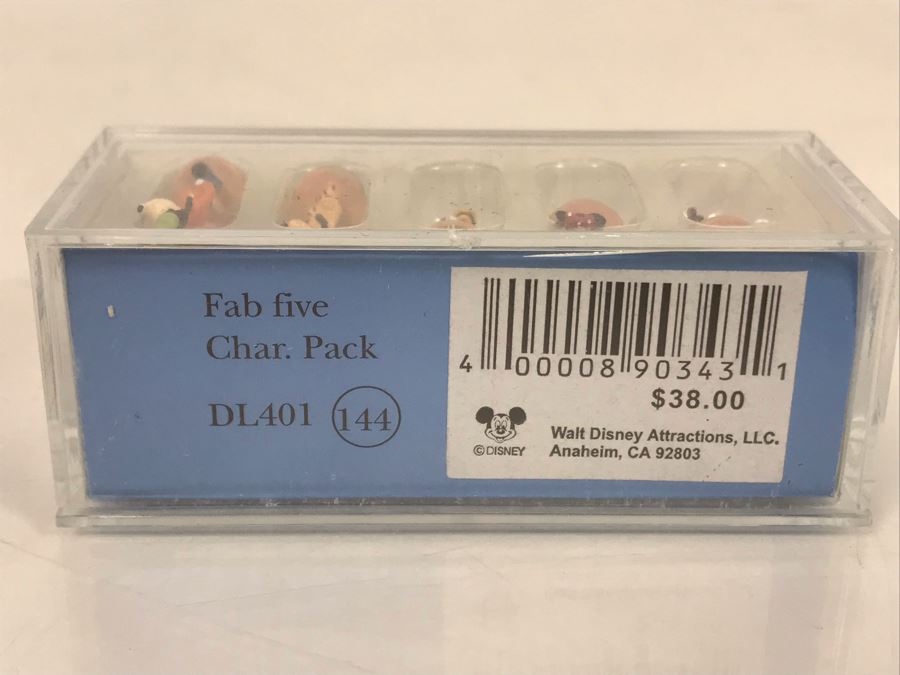 Fab five
Char. Pack
DL401 144
4 00008 90343 1
$38.00
©DISNEY
Walt Disney Attractions, LLC.
Anaheim, CA 92803